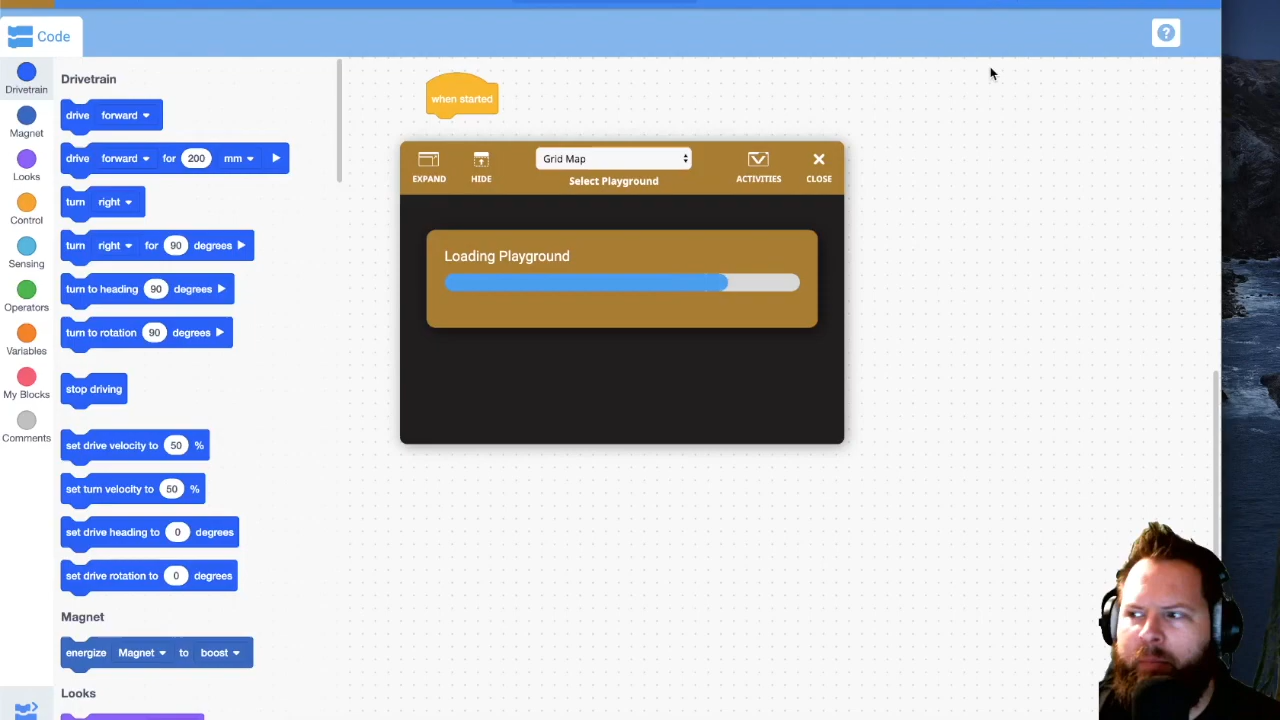 Code
?
Drivetrain
Magnet
Looks
Control
Sensing
Operators
Variables
My Blocks
Comments
Drivetrain
drive forward
drive forward for 200 mm
turn right
turn right for 90 degrees
turn to heading 90 degrees
turn to rotation 90 degrees
stop driving
set drive velocity to 50 %
set turn velocity to 50 %
set drive heading to 0 degrees
set drive rotation to 0 degrees
Magnet
energize Magnet to boost
Looks
when started
EXPAND
HIDE
Grid Map
Select Playground
ACTIVITIES
CLOSE
Loading Playground